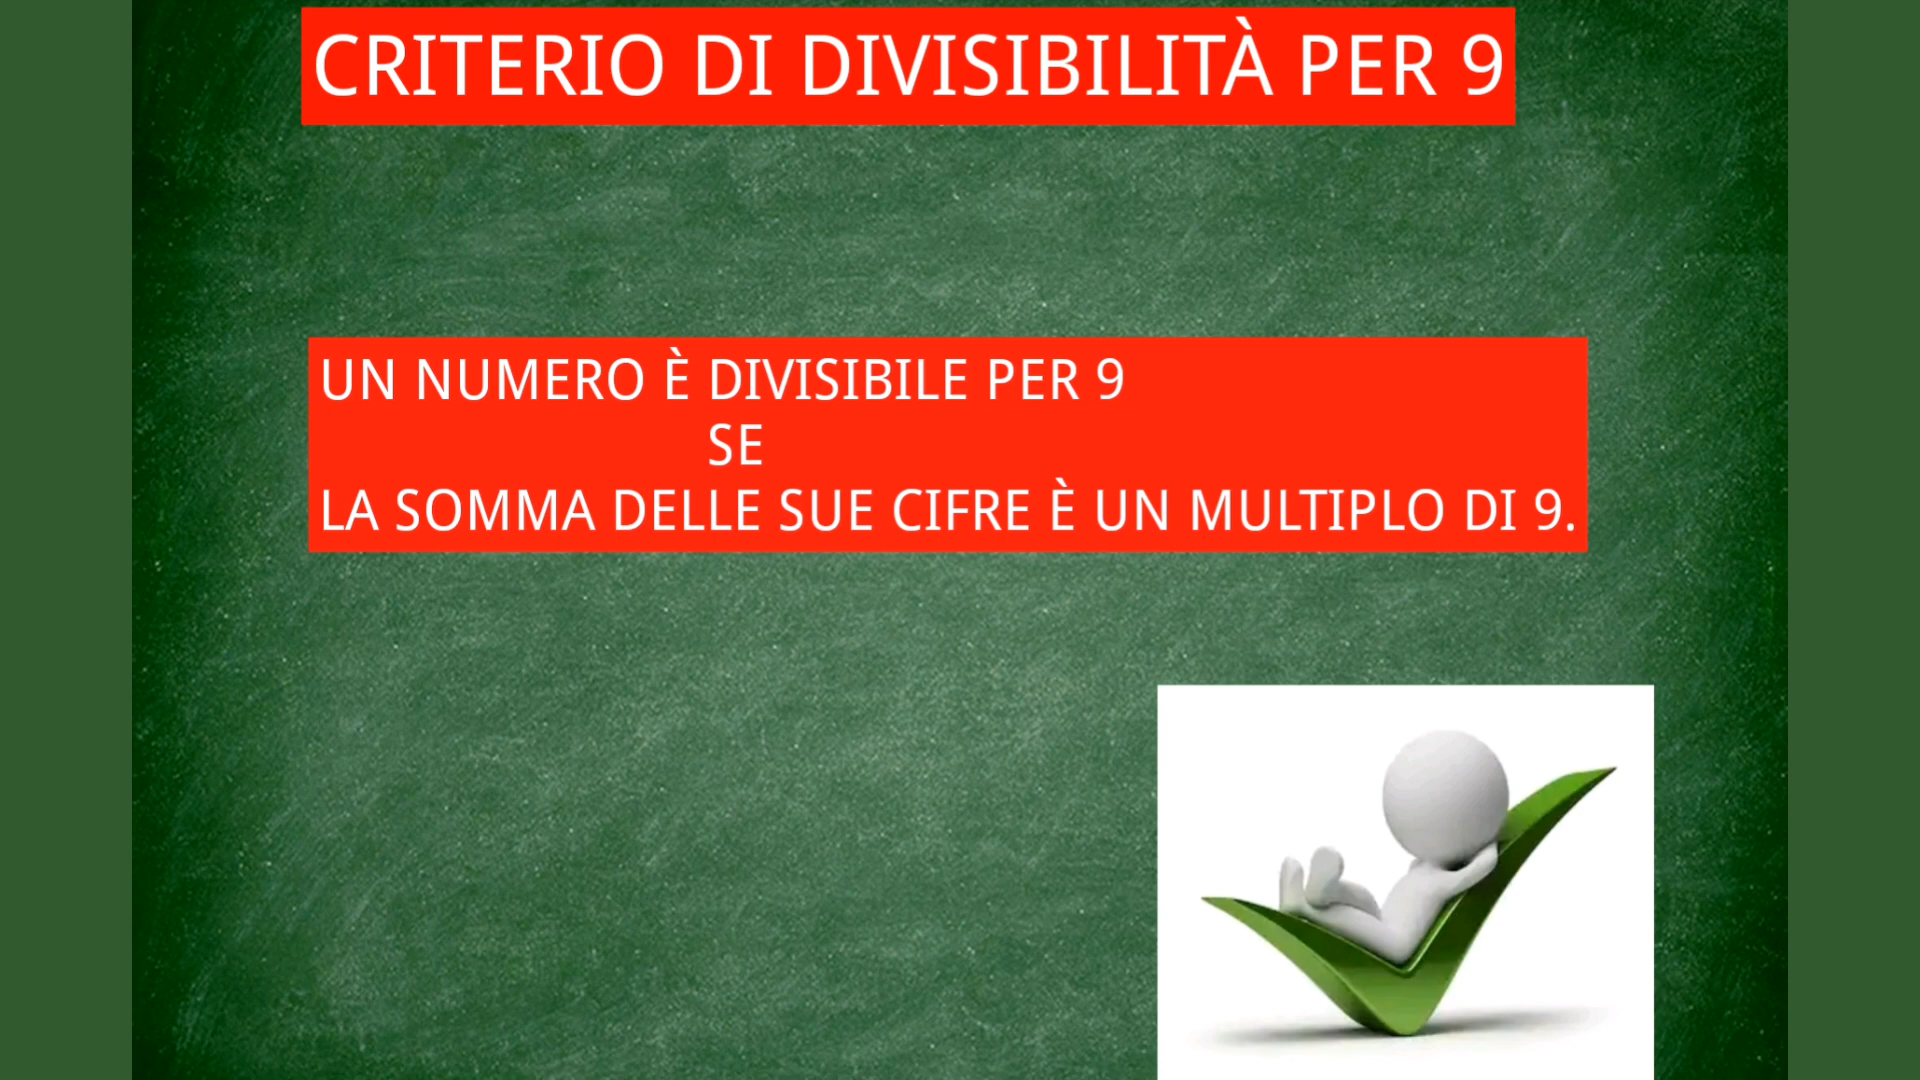 CRITERIO DI DIVISIBILITÀ PER 9
UN NUMERO È DIVISIBILE PER 9
SE
LA SOMMA DELLE SUE CIFRE È UN MULTIPLO DI 9.